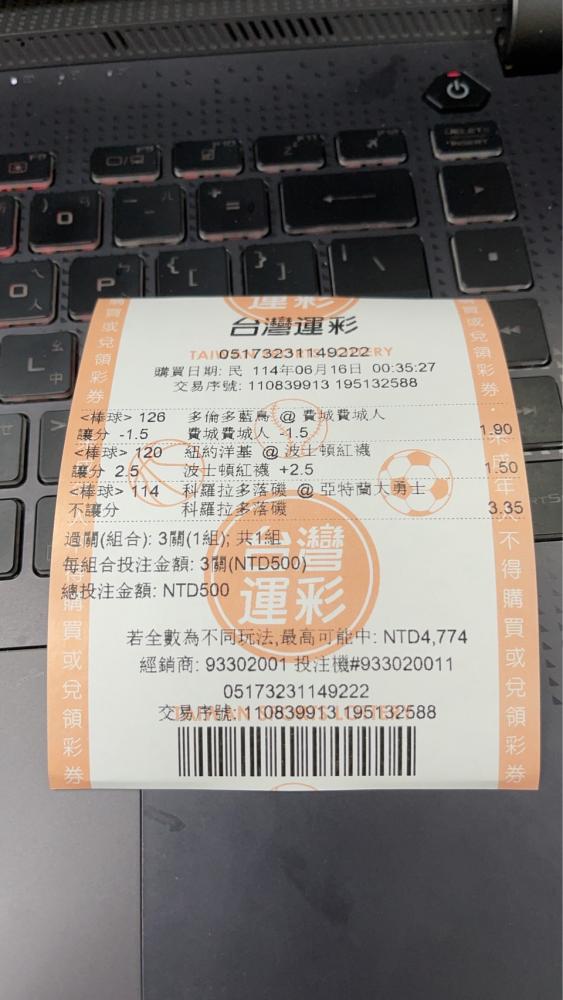 運彩
台灣運彩
05173231149222
購買日期: 民 114年06月16日 00:35:27
交易序號: 110839913 195132588
<棒球> 126 多倫多藍鳥 @ 費城費城人
讓分 -1.5 費城費城人 -1.5 1.90
<棒球> 120 紐約洋基 @ 波士頓紅襪
讓分 2.5 波士頓紅襪 +2.5 1.50
<棒球> 114 科羅拉多落磯 @ 亞特蘭大勇士
不讓分 科羅拉多落磯 3.35
過關(組合): 3關(1組); 共1組
每組合投注金額: 3關(NTD500)
總投注金額: NTD500
台灣
運彩
若全數為不同玩法,最高可能中: NTD4,774
經銷商: 93302001 投注機#933020011
05173231149222
交易序號: 110839913 195132588
購買或兌領彩券
不得購買或兌領彩券
P
O
L